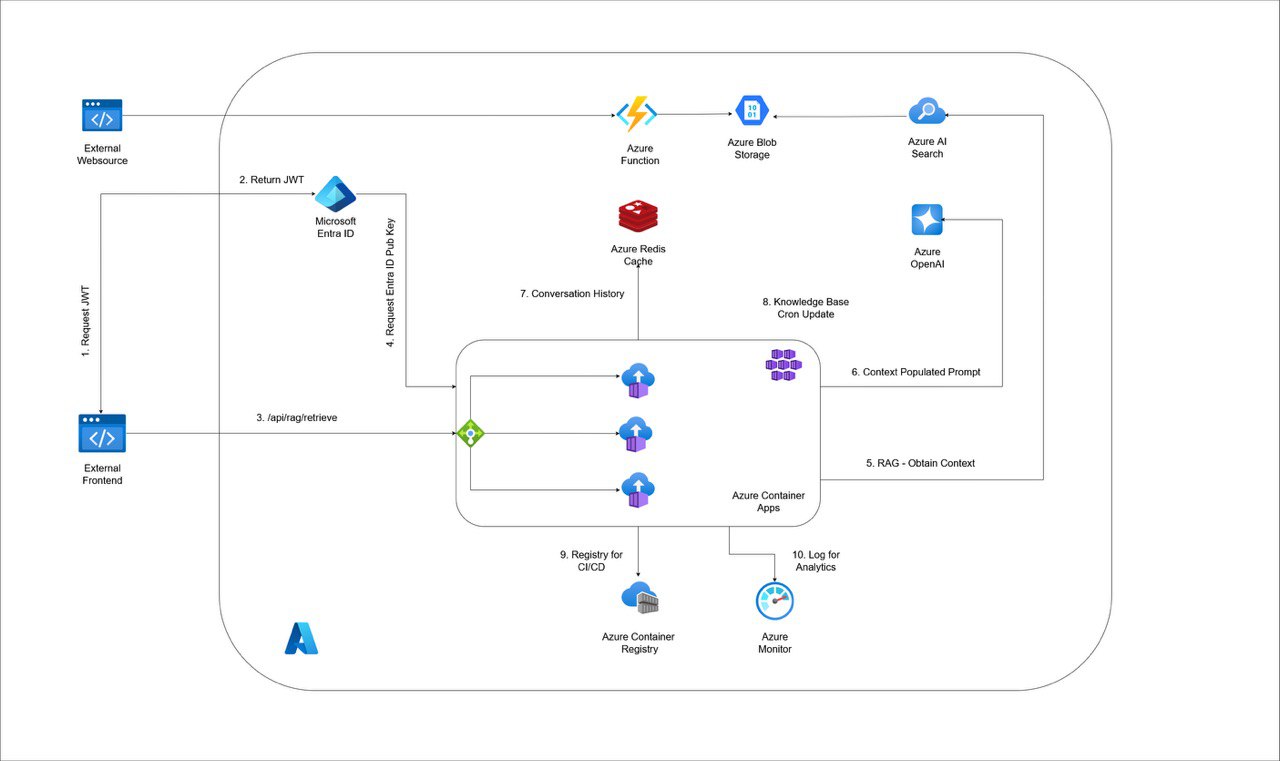 External
Websource
Azure
Function
Azure Blob
Storage
10
01
Azure AI
Search
2. Return JWT
Microsoft
Entra ID
1. Request JWT
4. Request Entra ID Pub Key
Azure Redis
Cache
Azure
OpenAI
7. Conversation History
8. Knowledge Base
Cron Update
6. Context Populated Prompt
3. /api/rag/retrieve
External
Frontend
5. RAG - Obtain Context
Azure Container
Apps
9. Registry for
CI/CD
10. Log for
Analytics
Azure Container
Registry
Azure
Monitor